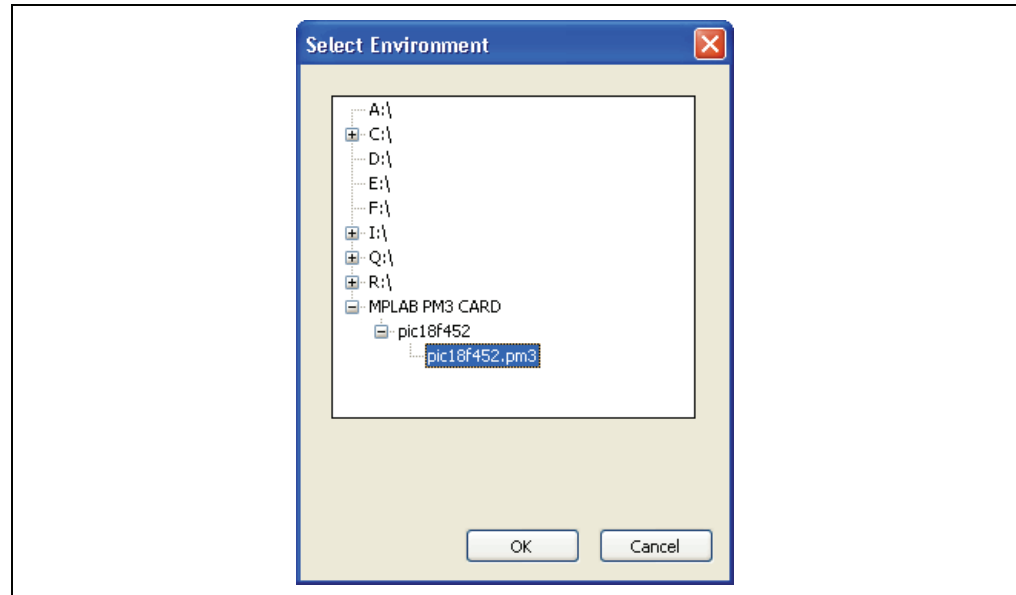 Select Environment
A:\
C:\
D:\
E:\
F:\
I:\
Q:\
R:\
MPLAB PM3 CARD
pic18f452
pic18f452.pm3
OK
Cancel